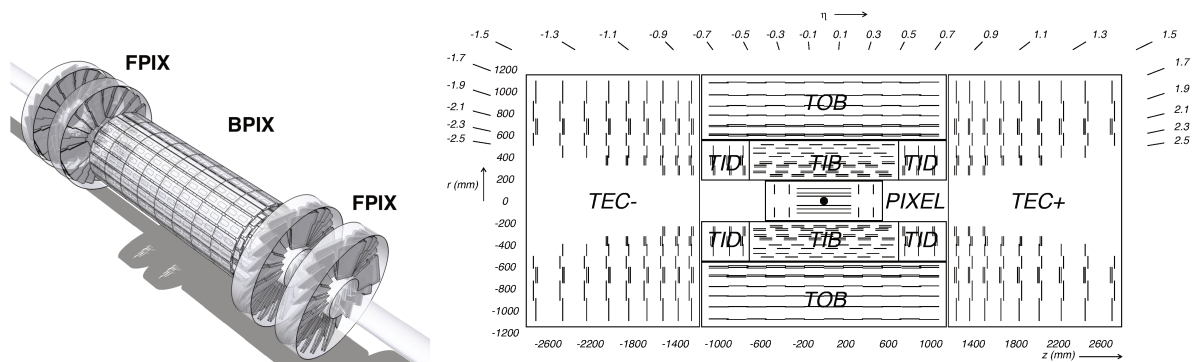 FPIX
BPIX
FPIX
η
-1.5 -1.3 -1.1 -0.9 -0.7 -0.5 -0.3 -0.1 0.1 0.3 0.5 0.7 0.9 1.1 1.3 1.5
-1.7 1200 1.7
-1.9 1000 TOB 1.9
-2.1 800 2.1
-2.3 600 2.3
-2.5 2.5
400 TID TIB TID
r (mm) 200
0 TEC- PIXEL TEC+
-200
-400 TID TIB TID
-600
-800 TOB
-1000
-1200
-2600 -2200 -1800 -1400 -1000 -600 -200 200 600 1000 1400 1800 2200 2600
z (mm)